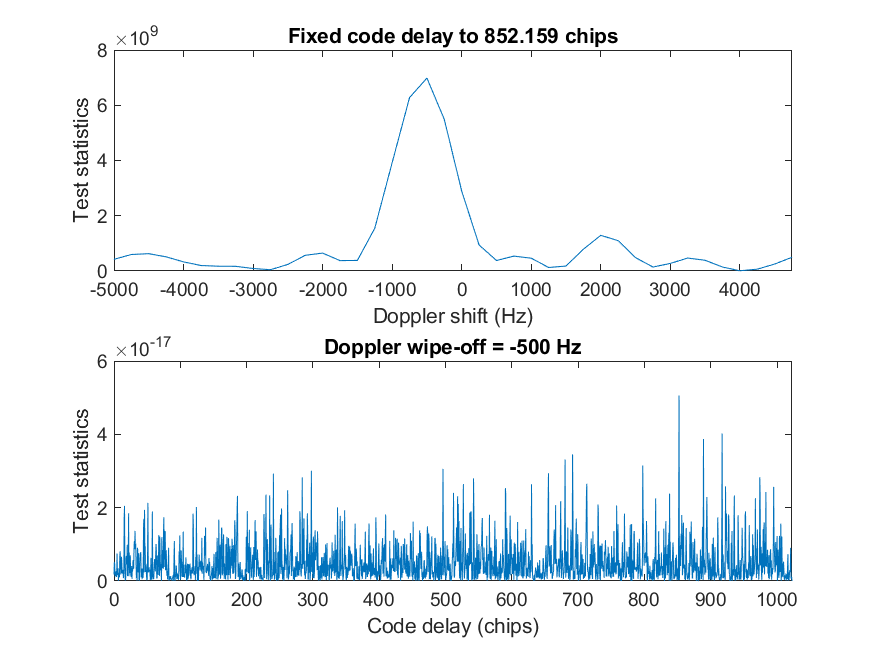 ×10^9
Fixed code delay to 852.159 chips
8
6
4
2
0
Test statistics
-5000 -4000 -3000 -2000 -1000 0 1000 2000 3000 4000
Doppler shift (Hz)
×10^-17
Doppler wipe-off = -500 Hz
6
4
2
0
Test statistics
0 100 200 300 400 500 600 700 800 900 1000
Code delay (chips)